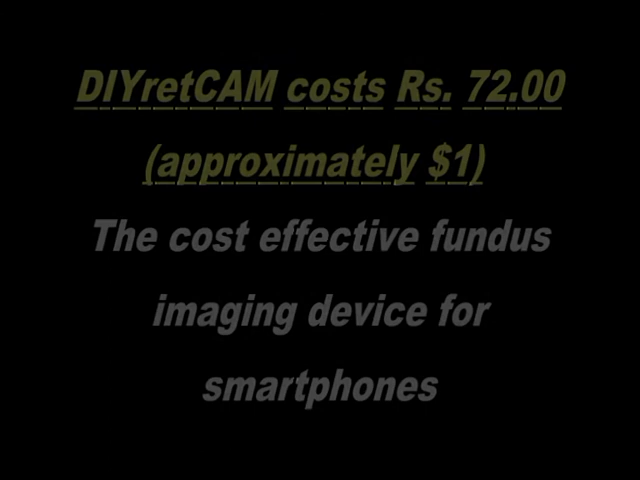 DIYretCAM costs Rs. 72.00
(approximately $1)
The cost effective fundus
imaging device for
smartphones